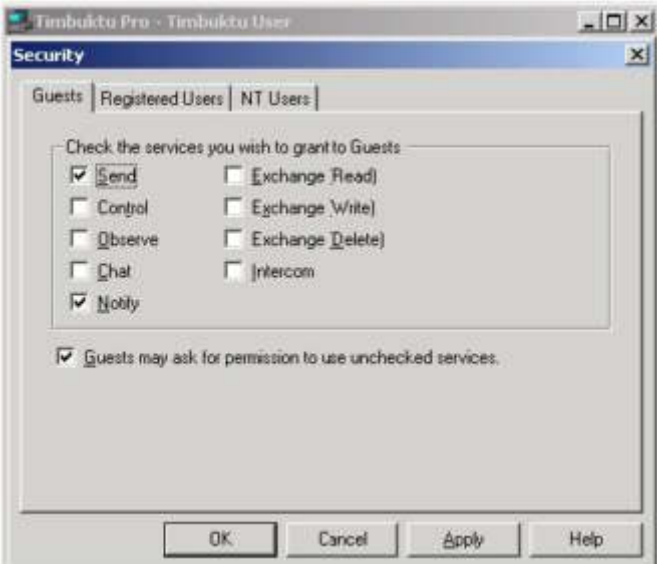 Timbuktu Pro - Timbuktu User
Security
Guests Registered Users NT Users
Check the services you wish to grant to Guests
Send Exchange Read)
Control Exchange Write)
Observe Exchange Delete)
Chat Intercom
Notify
Guests may ask for permission to use unchecked services.
OK Cancel Apply Help